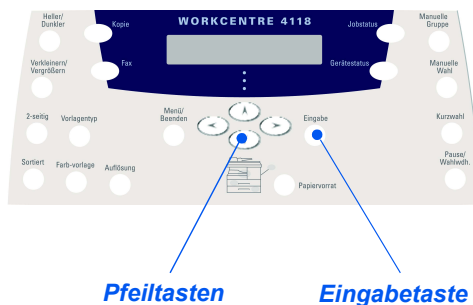 WORKCENTRE 4118
Heller/
Dunkler
Kopie
Jobstatus
Manuelle
Gruppe
Verkleinern/
Vergrößern
Fax
Gerätestatus
Manuelle
Wahl
2-seitig
Vorlagentyp
Menü/
Beenden
Eingabe
Kurzwahl
Sortiert
Farb-vorlage
Auflösung
Papiervorrat
Pause/
Wahlwdh.
Pfeiltasten
Eingabetaste